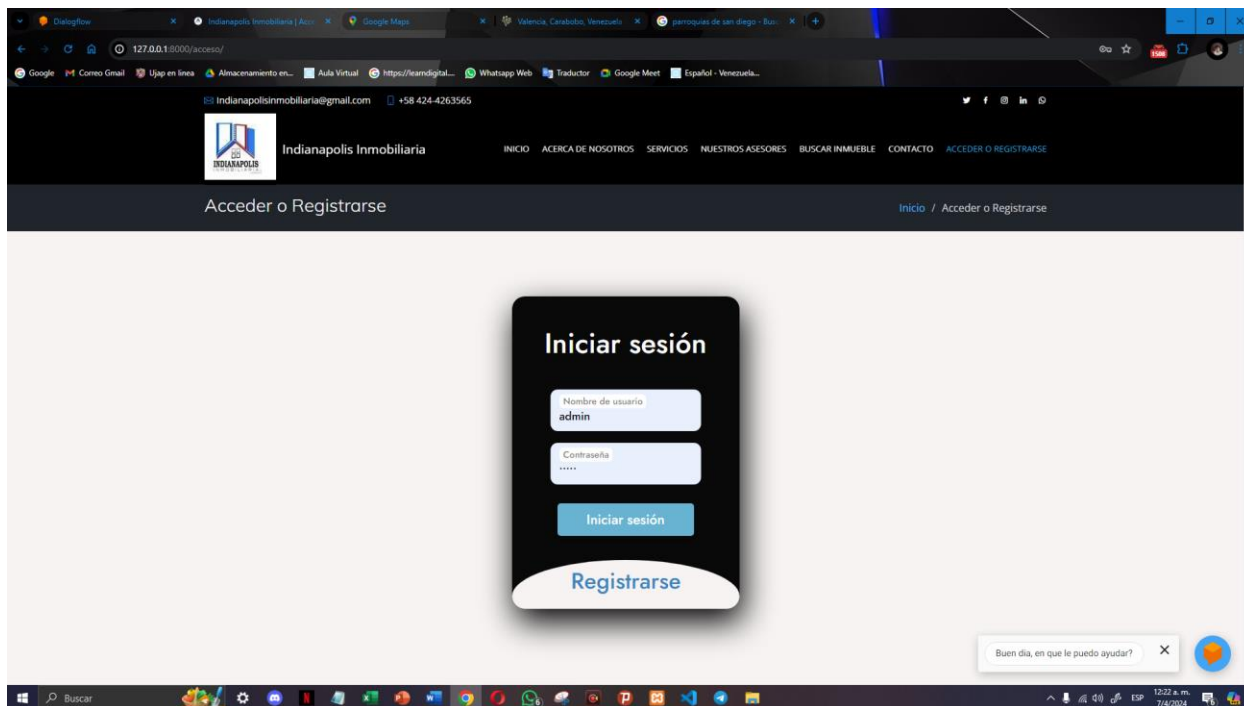 Dialogflow
Indianapolis Inmobiliaria | Acce
Google Maps
Valencia, Carabobo, Venezuela
parroquias de san diego - Busc
127.0.0.1:8000/acceso/
Google
Correo Gmail
Ujap en linea
Almacenamiento en...
Aula Virtual
https://learndigital....
Whatsapp Web
Traductor
Google Meet
Español - Venezuela...
Indianapolisinmobiliaria@gmail.com +58 424-4263565
INDIANAPOLIS
Indianapolis Inmobiliaria
INICIO ACERCA DE NOSOTROS SERVICIOS NUESTROS ASESORES BUSCAR INMUEBLE CONTACTO ACCEDER O REGISTRARSE
Acceder o Registrarse
Inicio / Acceder o Registrarse
Iniciar sesión
Nombre de usuario
admin
Contraseña
.....
Iniciar sesión
Registrarse
Buen dia, en que le puedo ayudar?
Buscar
ESP
12:22 a. m.
7/4/2024